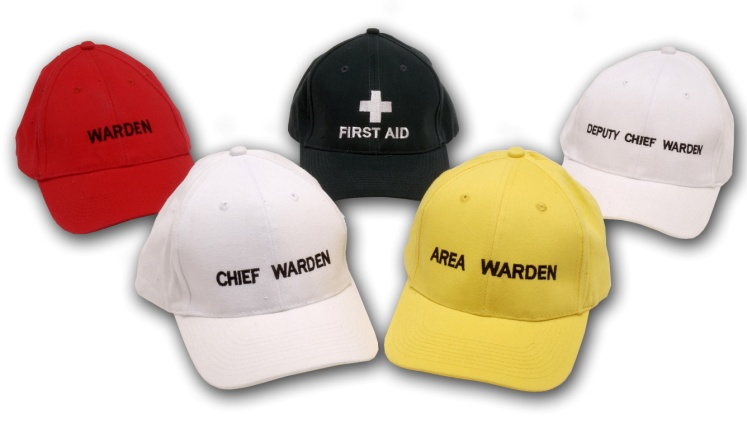 WARDEN
FIRST AID
DEPUTY CHIEF WARDEN
CHIEF WARDEN
AREA WARDEN